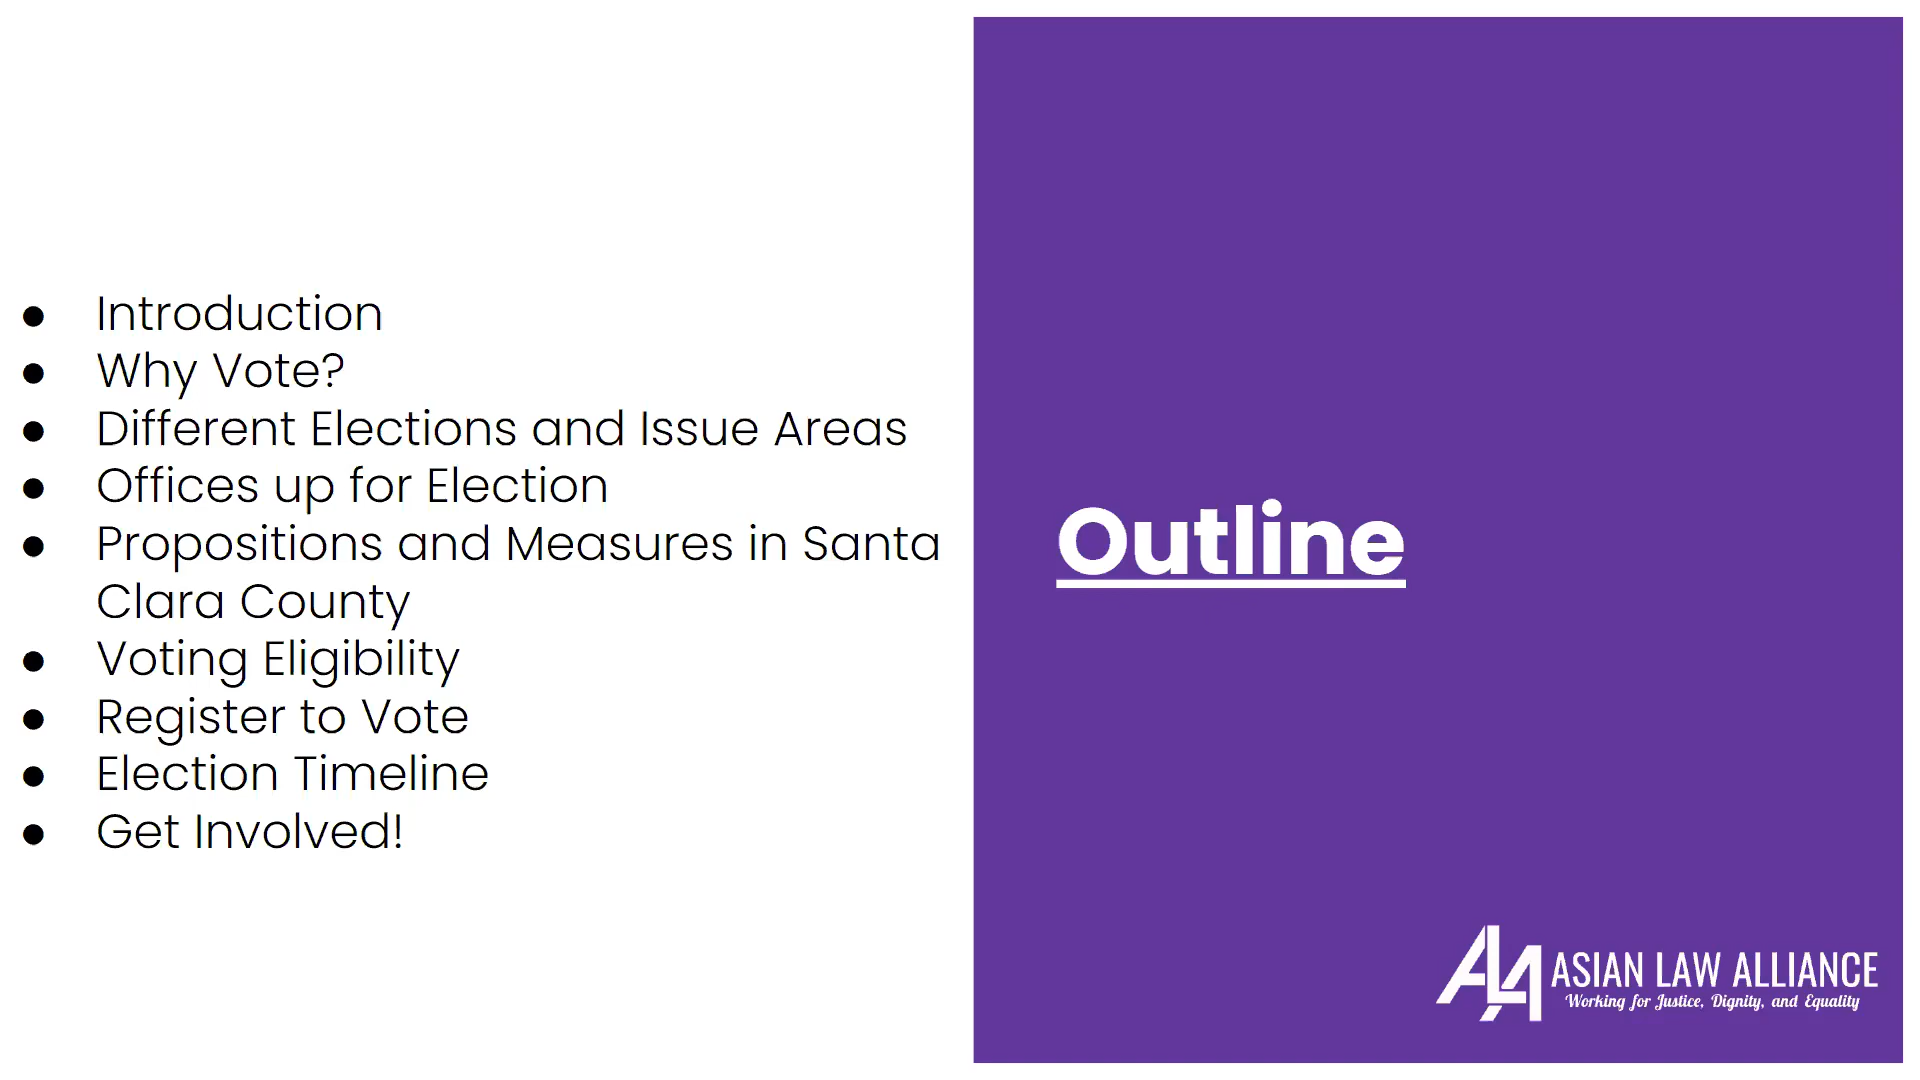 ● Introduction
● Why Vote?
● Different Elections and Issue Areas
● Offices up for Election
● Propositions and Measures in Santa
Clara County
● Voting Eligibility
● Register to Vote
● Election Timeline
● Get Involved!
Outline
ALA
ASIAN LAW ALLIANCE
Working for Justice, Dignity, and Equality